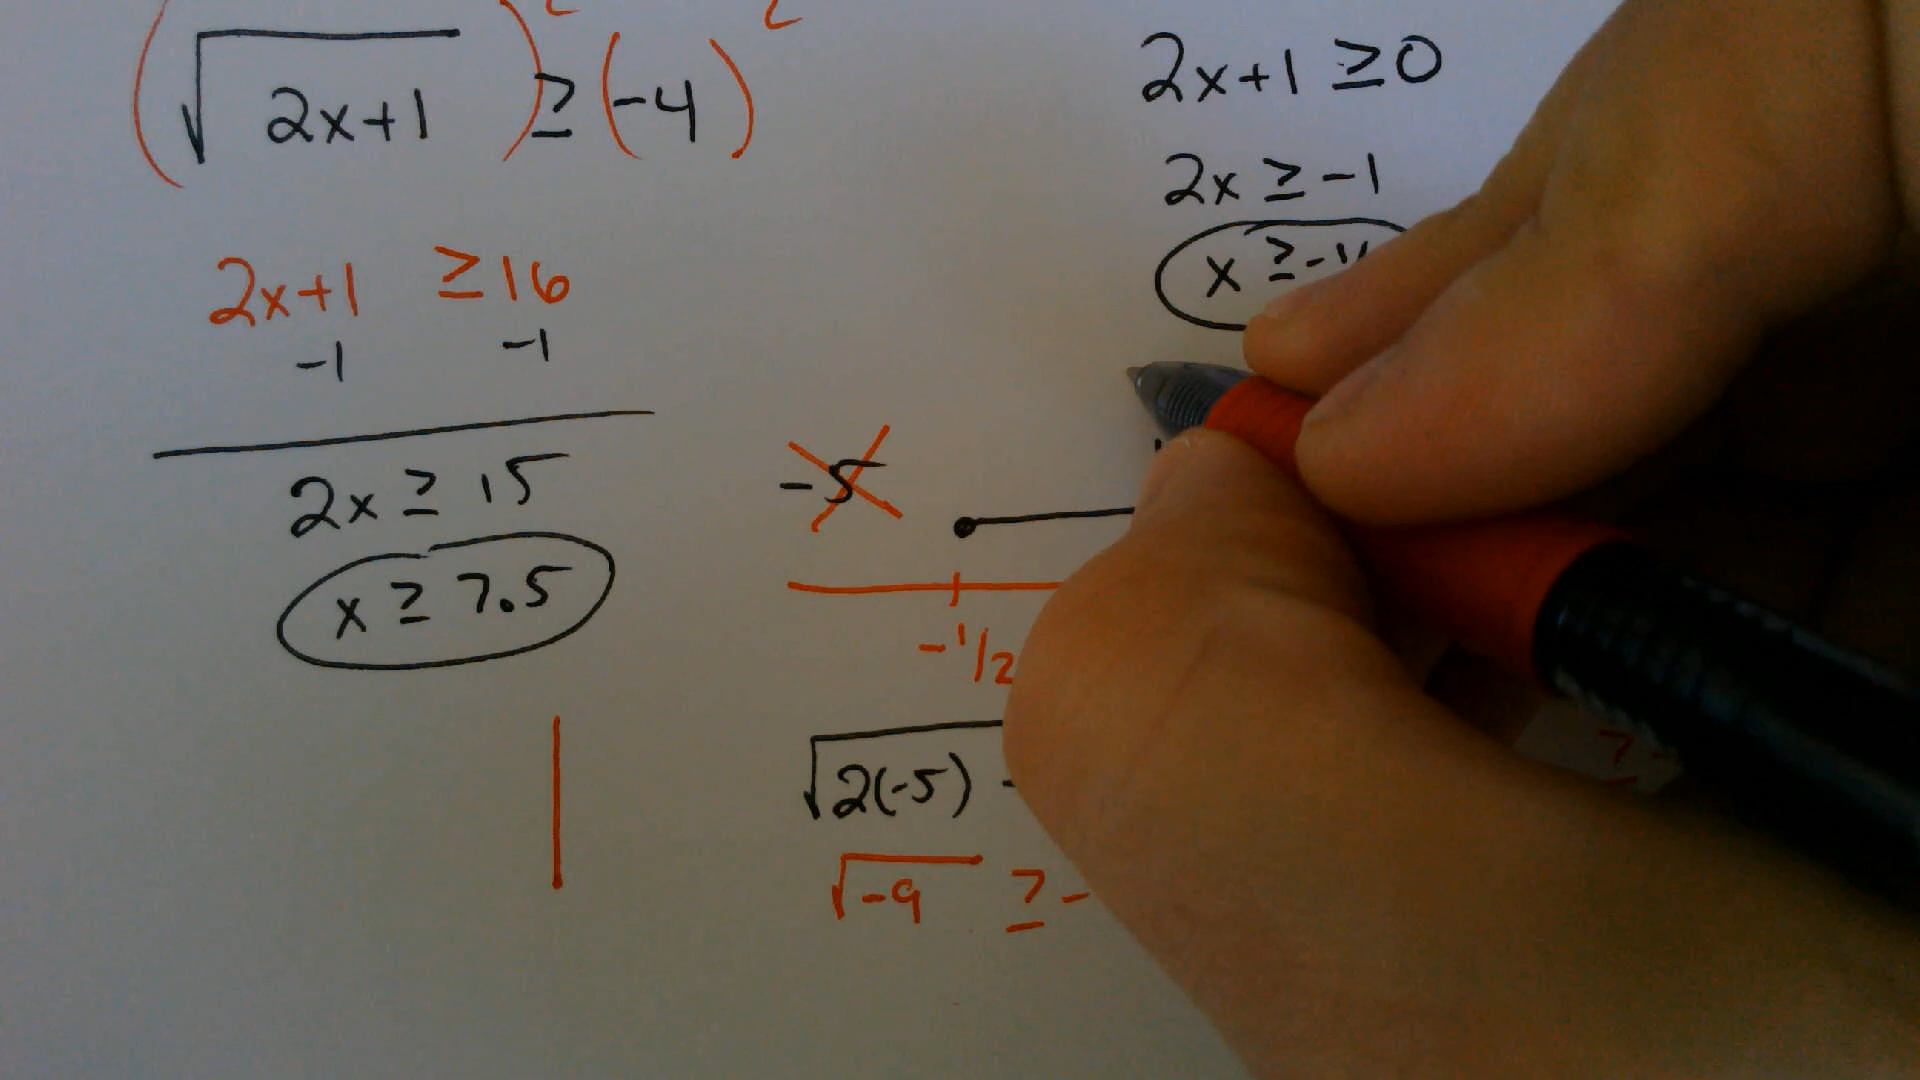 (√2x+1)² ≥ (-4)²
2x+1 ≥ 16
-1 -1
2x ≥ 15
x ≥ 7.5
2x+1 ≥ 0
2x ≥ -1
x ≥ -
-5
-1/2
√2(-5)
√-9 ≥ -